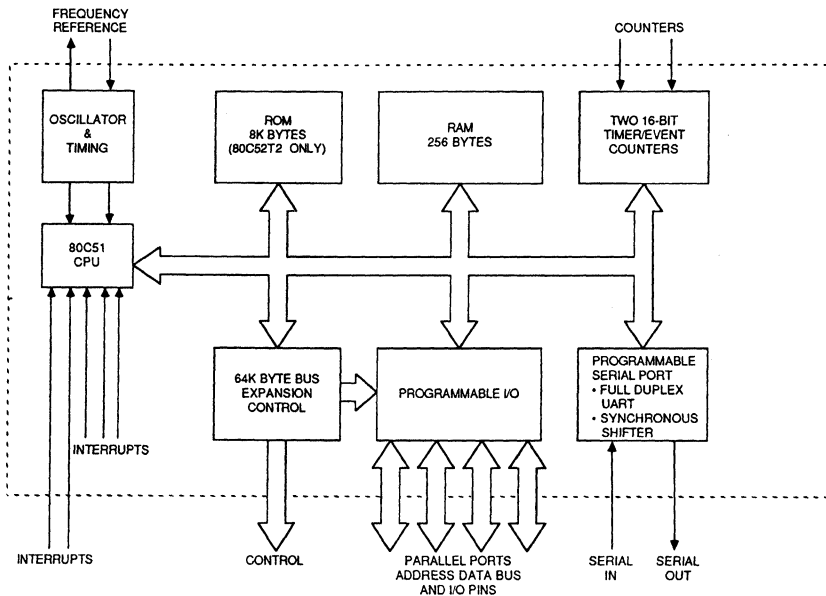 FREQUENCY
REFERENCE
COUNTERS
OSCILLATOR
&
TIMING
ROM
8K BYTES
(80C52T2 ONLY)
RAM
256 BYTES
TWO 16-BIT
TIMER/EVENT
COUNTERS
80C51
CPU
64K BYTE BUS
EXPANSION
CONTROL
PROGRAMMABLE I/O
PROGRAMMABLE
SERIAL PORT
• FULL DUPLEX
UART
• SYNCHRONOUS
SHIFTER
INTERRUPTS
INTERRUPTS
CONTROL
PARALLEL PORTS
ADDRESS DATA BUS
AND I/O PINS
SERIAL
IN
SERIAL
OUT